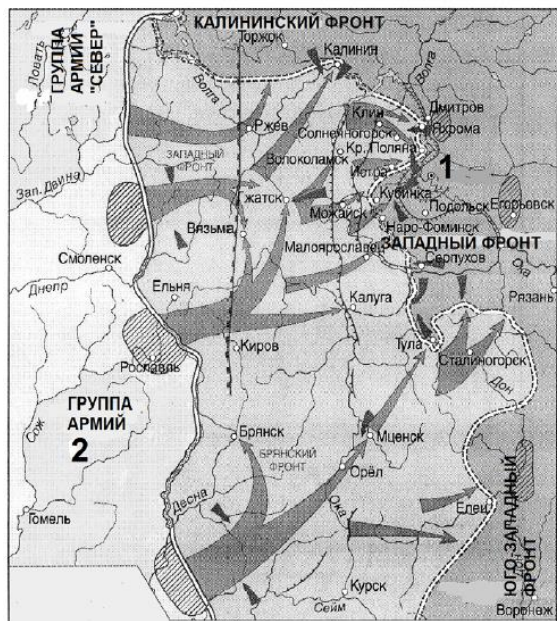 КАЛИНИНСКИЙ ФРОНТ
Торжок
Калинин
ГРУППА
АРМИЙ
"СЕВЕР"
Ловать
Волга
Волга
Дмитров
Клин
Яхрома
Ржев
Солнечногорск
Кр. Поляна
ЗАПАДНЫЙ
ФРОНТ
Волоколамск
1
Истра
Зап. Двина
Жатск
Кубинка
Егорьевск
Можайск
Подольск
Наро-Фоминск
Вязьма
ЗАПАДНЫЙ ФРОНТ
Малоярославец
Серпухов
Смоленск
Ока
Днепр
Ельня
Рязань
Калуга
Тула
Киров
Сталиногорск
Рославль
Дон
ГРУППА
АРМИЙ
2
Сож
Брянск
Мценск
БРЯНСКИЙ
ФРОНТ
Орёл
Десна
Ока
Елец
ЮГО ЗАПАДНЫЙ
ФРОНТ
Гомель
Курск
Сейм
Воронеж